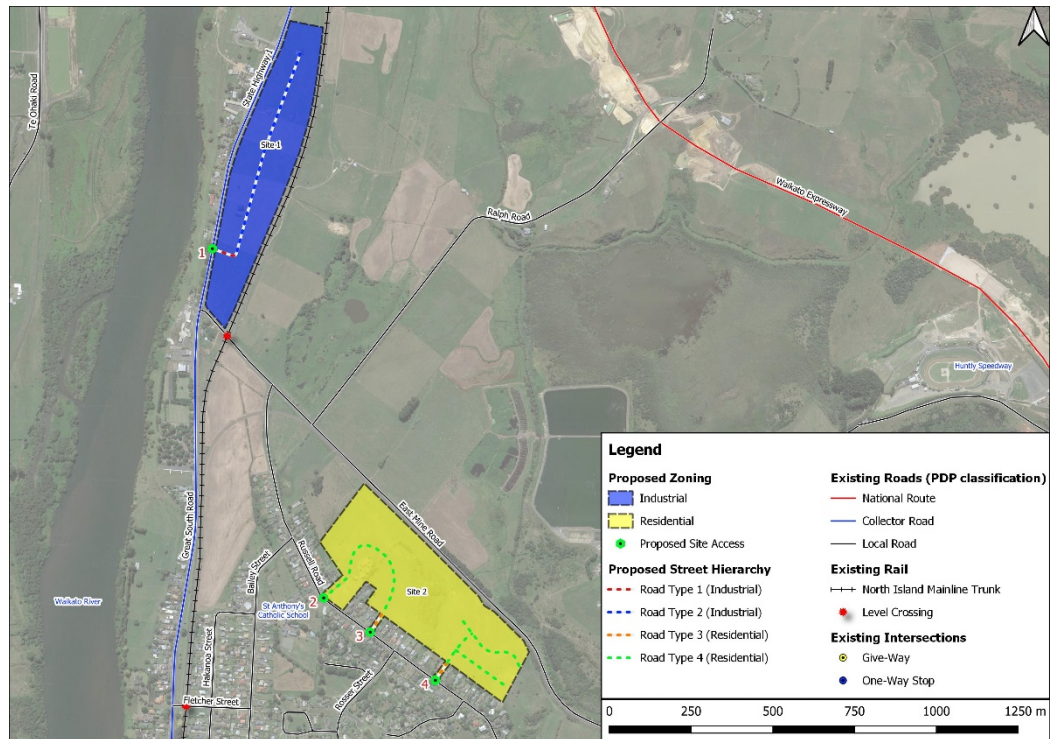 Te Ohaki Road
State Highway 1
Site 1
1
Ralph Road
Waikato Expressway
Huntly Speedway
Great South Road
East Mine Road
Russell Road
Bailey Street
St Anthony's
Catholic School
Waikato River
Hakanoa Street
Fletcher Street
Rosser Street
Site 2
2
3
4
Legend
Proposed Zoning
Industrial
Residential
Proposed Site Access
Proposed Street Hierarchy
Road Type 1 (Industrial)
Road Type 2 (Industrial)
Road Type 3 (Residential)
Road Type 4 (Residential)
Existing Roads (PDP classification)
National Route
Collector Road
Local Road
Existing Rail
North Island Mainline Trunk
Level Crossing
Existing Intersections
Give-Way
One-Way Stop
0 250 500 750 1000 1250 m